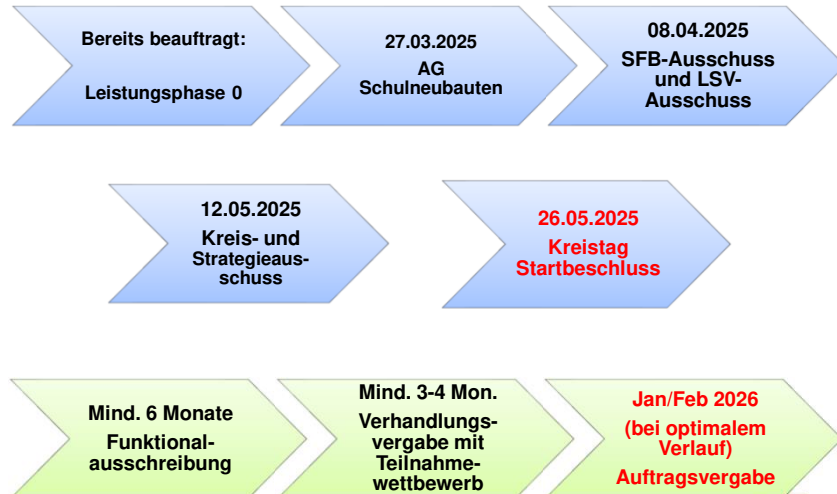 Bereits beauftragt:
Leistungsphase 0
27.03.2025
AG
Schulneubauten
08.04.2025
SFB-Ausschuss
und LSV-
Ausschuss
12.05.2025
Kreis- und
Strategieaus-
schuss
26.05.2025
Kreistag
Startbeschluss
Mind. 6 Monate
Funktional-
ausschreibung
Mind. 3-4 Mon.
Verhandlungs-
vergabe mit
Teilnahme-
wettbewerb
Jan/Feb 2026
(bei optimalem
Verlauf)
Auftragsvergabe